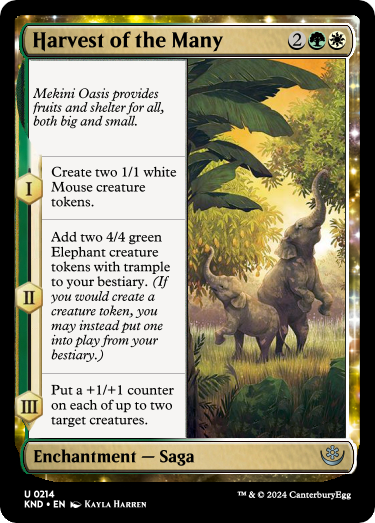 Harvest of the Many 2
Mekini Oasis provides
fruits and shelter for all,
both big and small.
I
Create two 1/1 white
Mouse creature
tokens.
II
Add two 4/4 green
Elephant creature
tokens with trample
to your bestiary. (If
you would create a
creature token, you
may instead put one
into play from your
bestiary.)
III
Put a +1/+1 counter
on each of up to two
target creatures.
Enchantment — Saga
U 0214
KND • EN Kayla Harren
™ & © 2024 CanterburyEgg